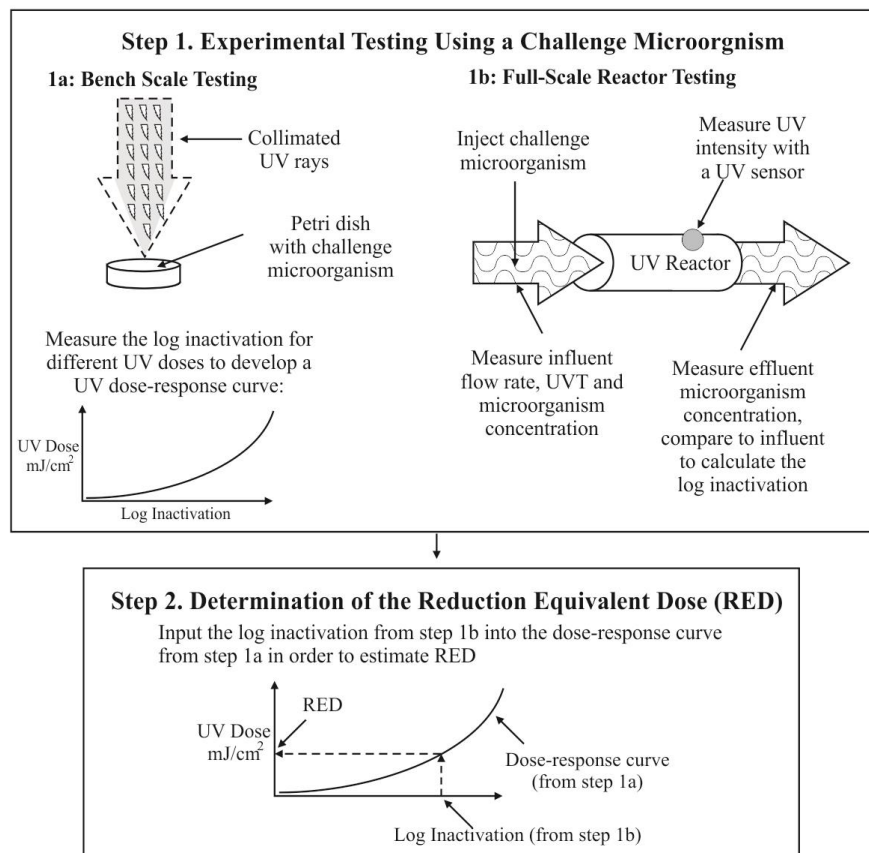 Step 1. Experimental Testing Using a Challenge Microorgnism
1a: Bench Scale Testing
Collimated
UV rays
Petri dish
with challenge
microorganism
Measure the log inactivation for
different UV doses to develop a
UV dose-response curve:
UV Dose
mJ/cm²
Log Inactivation
1b: Full-Scale Reactor Testing
Inject challenge
microorganism
Measure UV
intensity with
a UV sensor
UV Reactor
Measure influent
flow rate, UVT and
microorganism
concentration
Measure effluent
microorganism
concentration,
compare to influent
to calculate the
log inactivation
Step 2. Determination of the Reduction Equivalent Dose (RED)
Input the log inactivation from step 1b into the dose-response curve
from step 1a in order to estimate RED
RED
UV Dose
mJ/cm²
Dose-response curve
(from step 1a)
Log Inactivation (from step 1b)